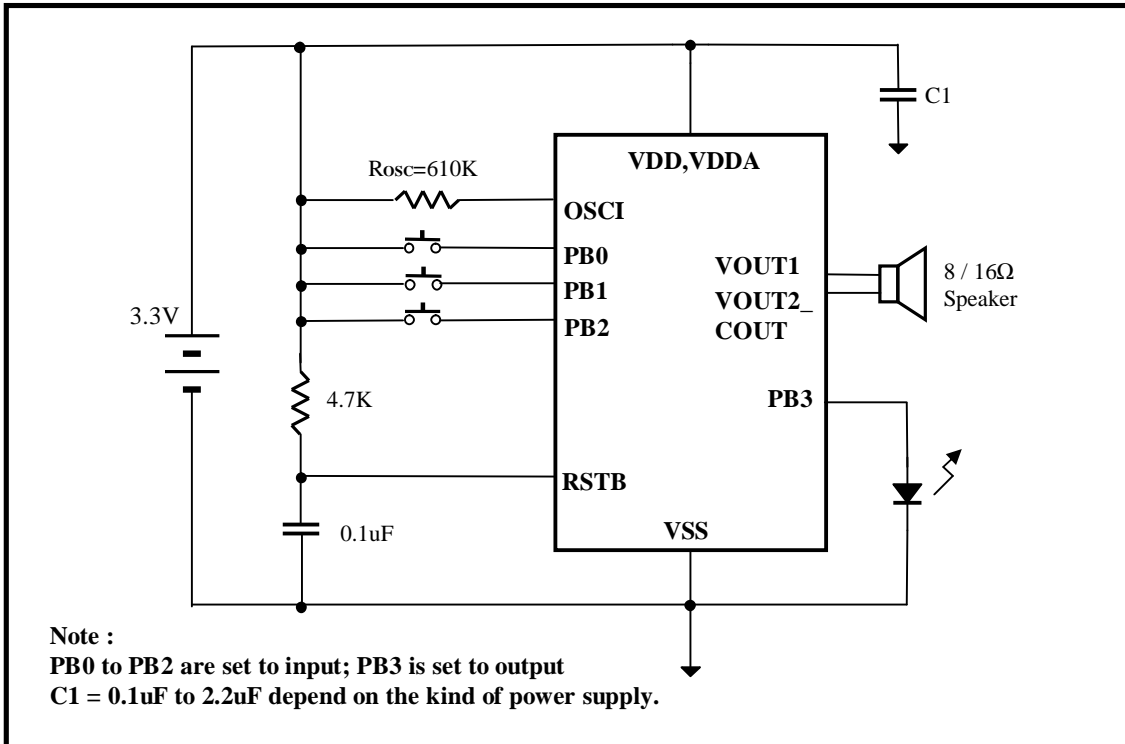 C1
VDD,VDDA
Rosc=610K
OSCI
PB0
PB1
PB2
VOUT1
VOUT2_
COUT
8 / 16Ω
Speaker
3.3V
4.7K
PB3
RSTB
0.1uF
VSS
Note :
PB0 to PB2 are set to input; PB3 is set to output
C1 = 0.1uF to 2.2uF depend on the kind of power supply.